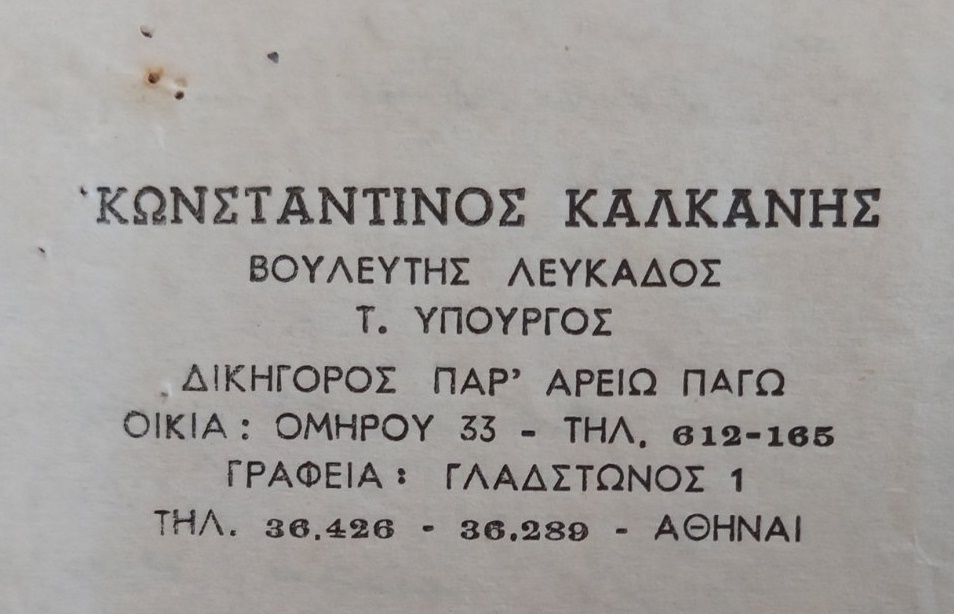 ΚΩΝΣΤΑΝΤΙΝΟΣ ΚΑΛΚΑΝΗΣ
ΒΟΥΛΕΥΤΗΣ ΛΕΥΚΑΔΟΣ
Τ. ΥΠΟΥΡΓΟΣ
ΔΙΚΗΓΟΡΟΣ ΠΑΡ' ΑΡΕΙΩ ΠΑΓΩ
ΟΙΚΙΑ : ΟΜΗΡΟΥ 33 - ΤΗΛ. 612-165
ΓΡΑΦΕΙΑ : ΓΛΑΔΣΤΩΝΟΣ 1
ΤΗΛ. 36.426 - 36.289 - ΑΘΗΝΑΙ